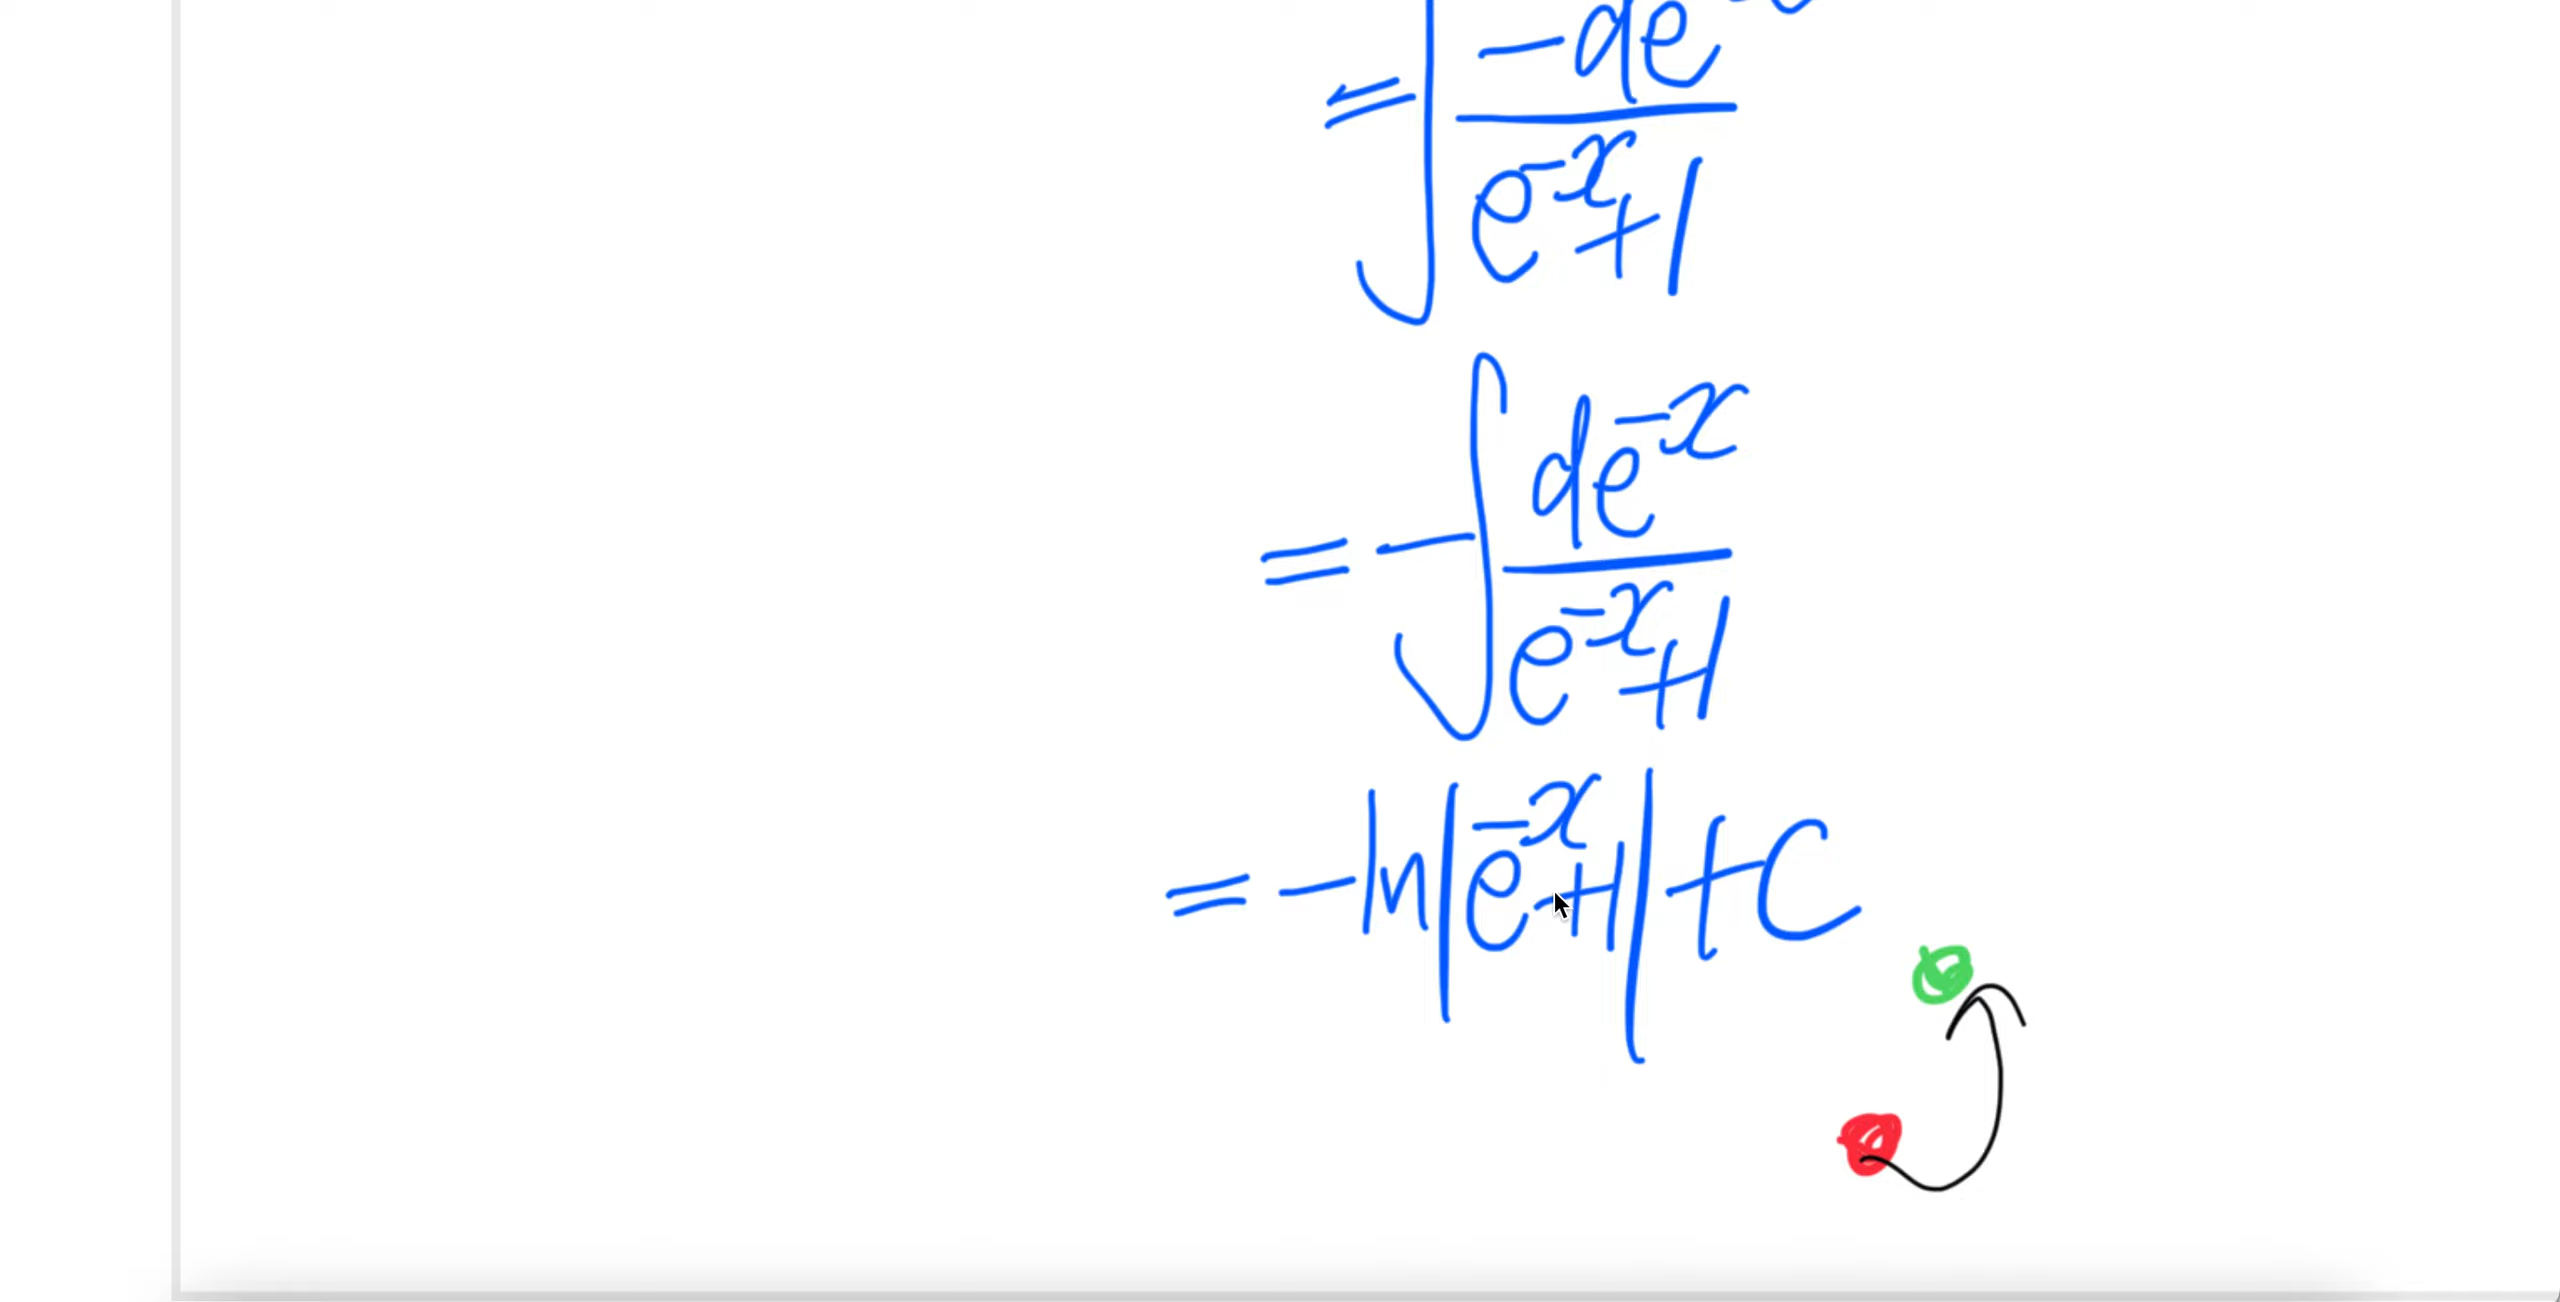 = ∫ -de / (e^{-x}+1)
= -∫ de^{-x} / (e^{-x}+1)
= -ln|e^{-x}+1|+C